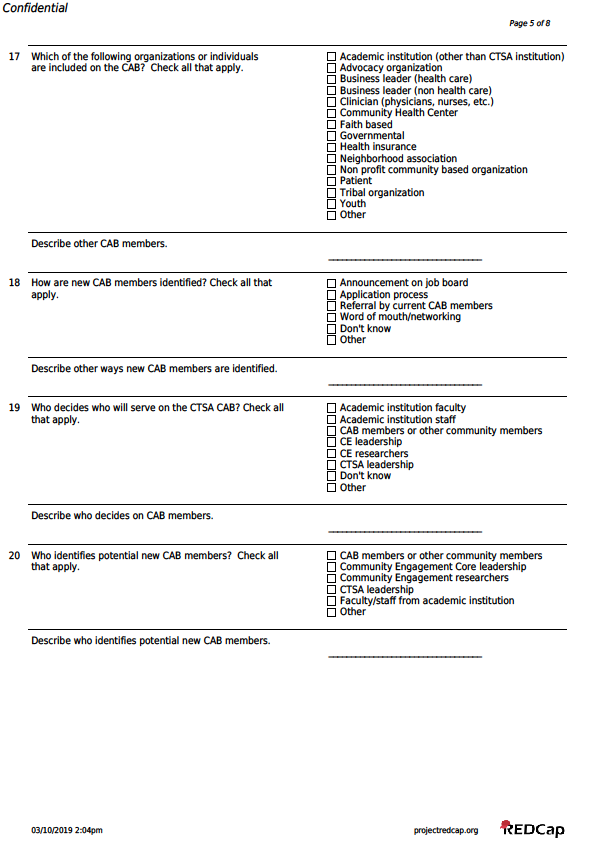 Confidential
Page 5 of 8
17 Which of the following organizations or individuals
are included on the CAB?  Check all that apply.
Academic institution (other than CTSA institution)
Advocacy organization
Business leader (health care)
Business leader (non health care)
Clinician (physicians, nurses, etc.)
Community Health Center
Faith based
Governmental
Health insurance
Neighborhood association
Non profit community based organization
Patient
Tribal organization
Youth
Other
Describe other CAB members.
18 How are new CAB members identified? Check all that
apply.
Announcement on job board
Application process
Referral by current CAB members
Word of mouth/networking
Don't know
Other
Describe other ways new CAB members are identified.
19 Who decides who will serve on the CTSA CAB? Check all
that apply.
Academic institution faculty
Academic institution staff
CAB members or other community members
CE leadership
CE researchers
CTSA leadership
Don't know
Other
Describe who decides on CAB members.
20 Who identifies potential new CAB members?  Check all
that apply.
CAB members or other community members
Community Engagement Core leadership
Community Engagement researchers
CTSA leadership
Faculty/staff from academic institution
Other
Describe who identifies potential new CAB members.
03/10/2019 2:04pm
projectredcap.org
REDCap